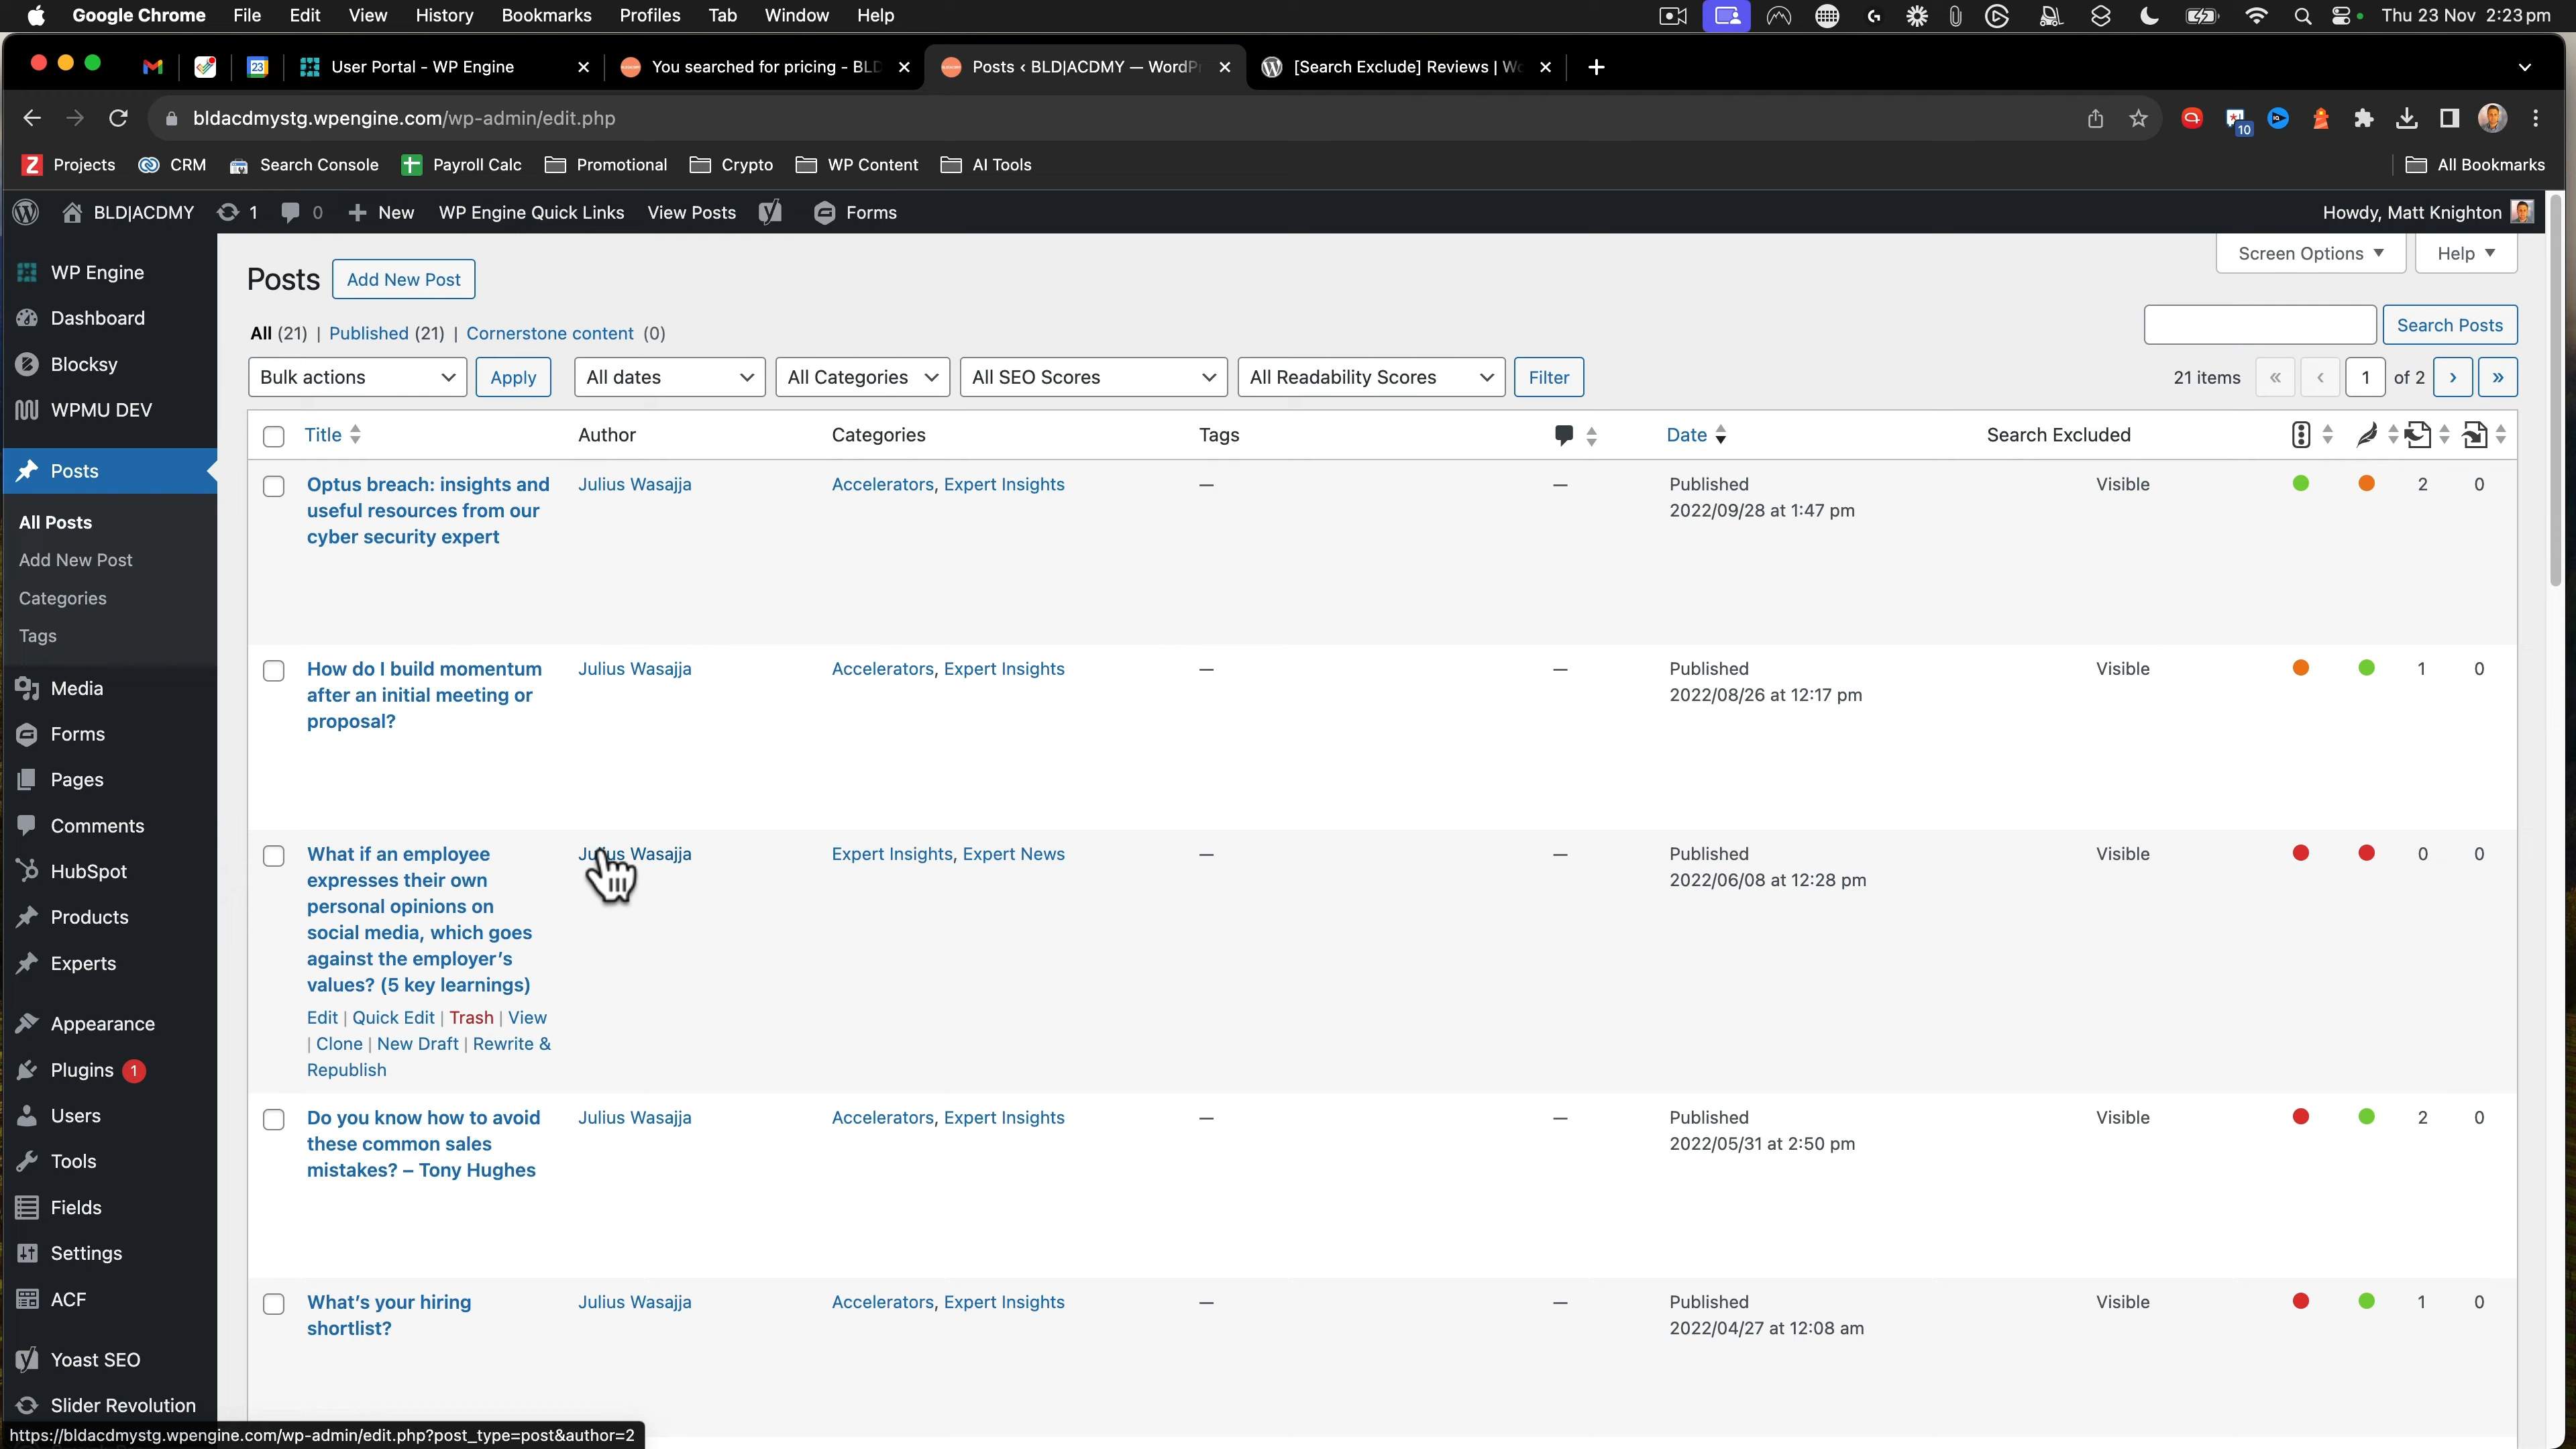 Google Chrome File Edit View History Bookmarks Profiles Tab Window Help Thu 23 Nov 2:23 pm
23 User Portal - WP Engine You searched for pricing - BLD Posts ‹ BLD|ACDMY — WordPr [Search Exclude] Reviews | Wo
bldacdmystg.wpengine.com/wp-admin/edit.php 10
Projects CRM Search Console Payroll Calc Promotional Crypto WP Content AI Tools All Bookmarks
BLD|ACDMY 1 0 New WP Engine Quick Links View Posts Forms Howdy, Matt Knighton
WP Engine
Dashboard
Blocksy
WPMU DEV
Posts
All Posts
Add New Post
Categories
Tags
Media
Forms
Pages
Comments
HubSpot
Products
Experts
Appearance
Plugins 1
Users
Tools
Fields
Settings
ACF
Yoast SEO
Slider Revolution
Screen Options Help
Posts Add New Post
All (21) | Published (21) | Cornerstone content (0)
Search Posts
Bulk actions Apply All dates All Categories All SEO Scores All Readability Scores Filter 21 items « ‹ 1 of 2 › »
Title Author Categories Tags Date Search Excluded
Optus breach: insights and Julius Wasajja Accelerators, Expert Insights — — Published Visible 2 0
useful resources from our 2022/09/28 at 1:47 pm
cyber security expert
How do I build momentum Julius Wasajja Accelerators, Expert Insights — — Published Visible 1 0
after an initial meeting or 2022/08/26 at 12:17 pm
proposal?
What if an employee Julius Wasajja Expert Insights, Expert News — — Published Visible 0 0
expresses their own 2022/06/08 at 12:28 pm
personal opinions on
social media, which goes
against the employer's
values? (5 key learnings)
Edit | Quick Edit | Trash | View
| Clone | New Draft | Rewrite &
Republish
Do you know how to avoid Julius Wasajja Accelerators, Expert Insights — — Published Visible 2 0
these common sales 2022/05/31 at 2:50 pm
mistakes? – Tony Hughes
What's your hiring Julius Wasajja Accelerators, Expert Insights — — Published Visible 1 0
shortlist? 2022/04/27 at 12:08 am
https://bldacdmystg.wpengine.com/wp-admin/edit.php?post_type=post&author=2